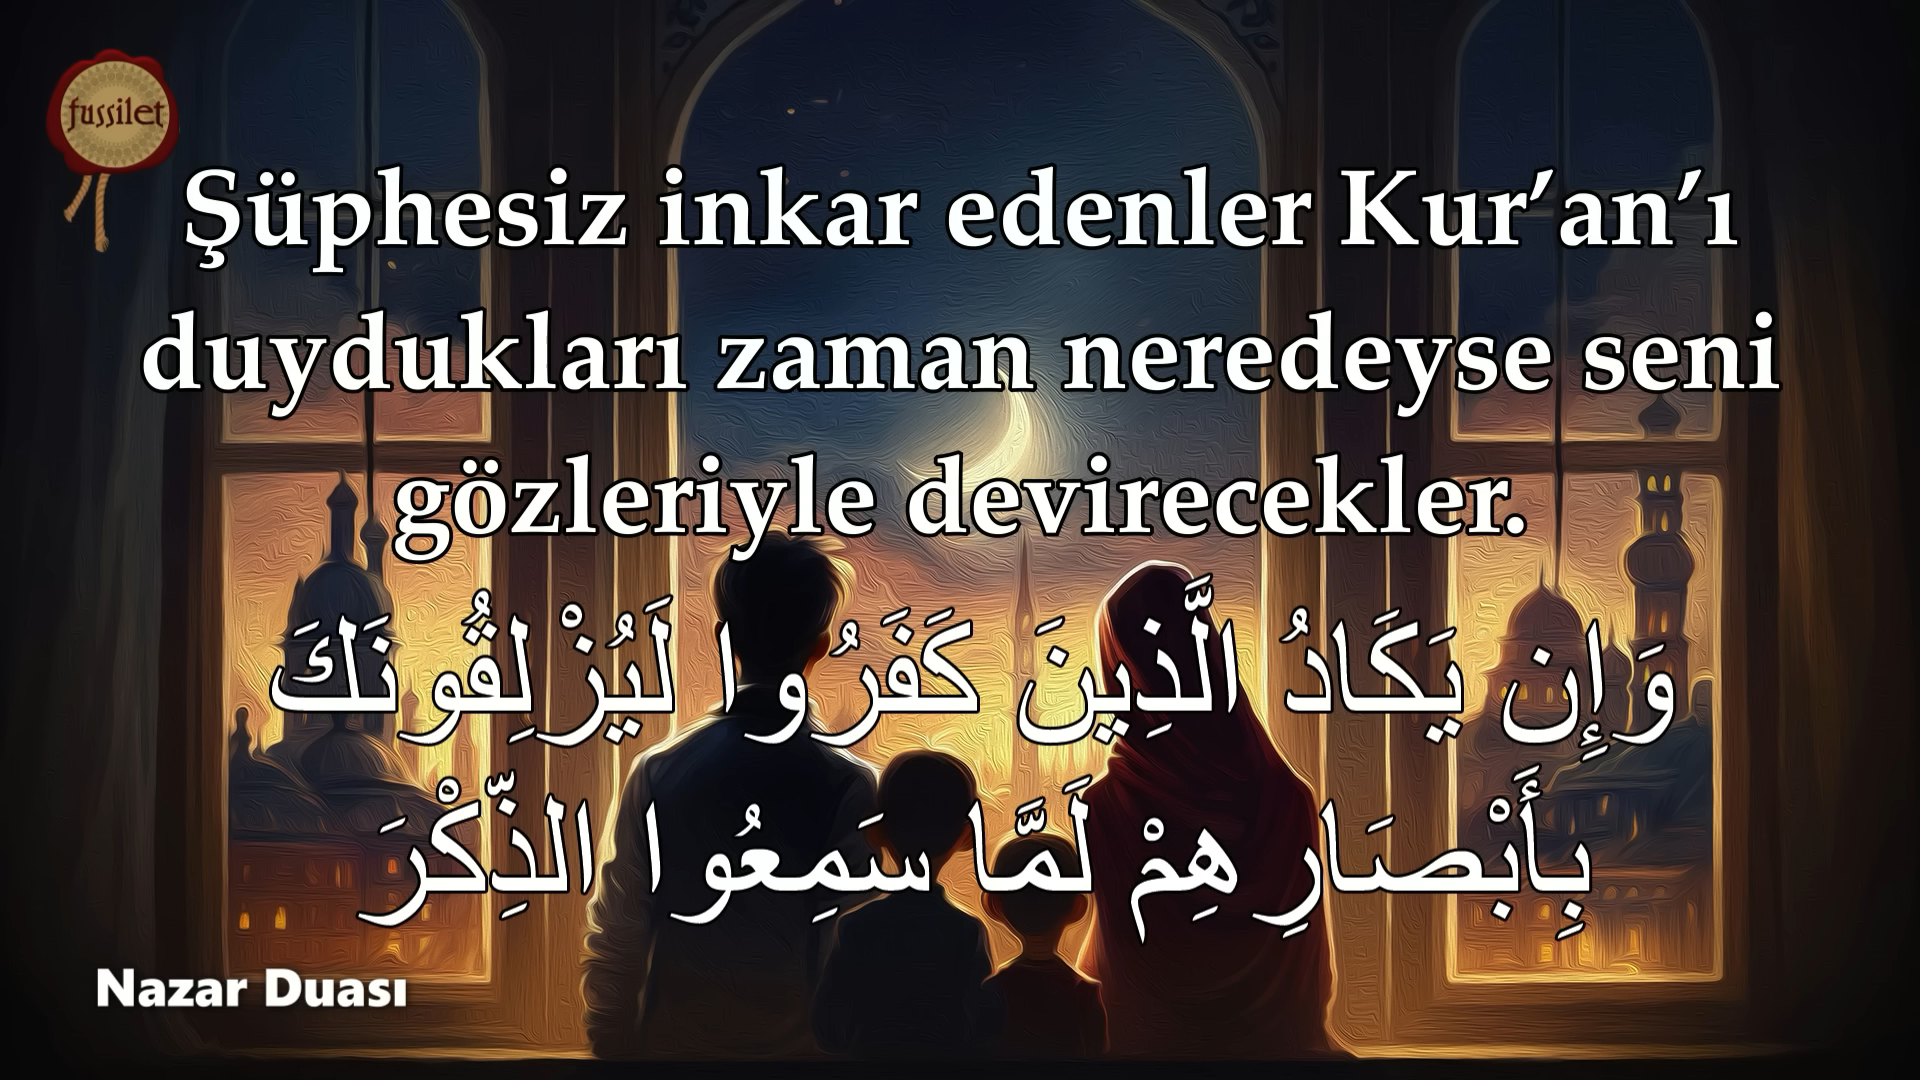 fussilet
Şüphesiz inkar edenler Kur’an’ı
duydukları zaman neredeyse seni
gözleriyle devirecekler.
وَإِن يَكَادُ الَّذِينَ كَفَرُوا لَيُزْلِقُونَكَ
بِأَبْصَارِهِمْ لَمَّا سَمِعُوا الذِّكْرَ
Nazar Duası